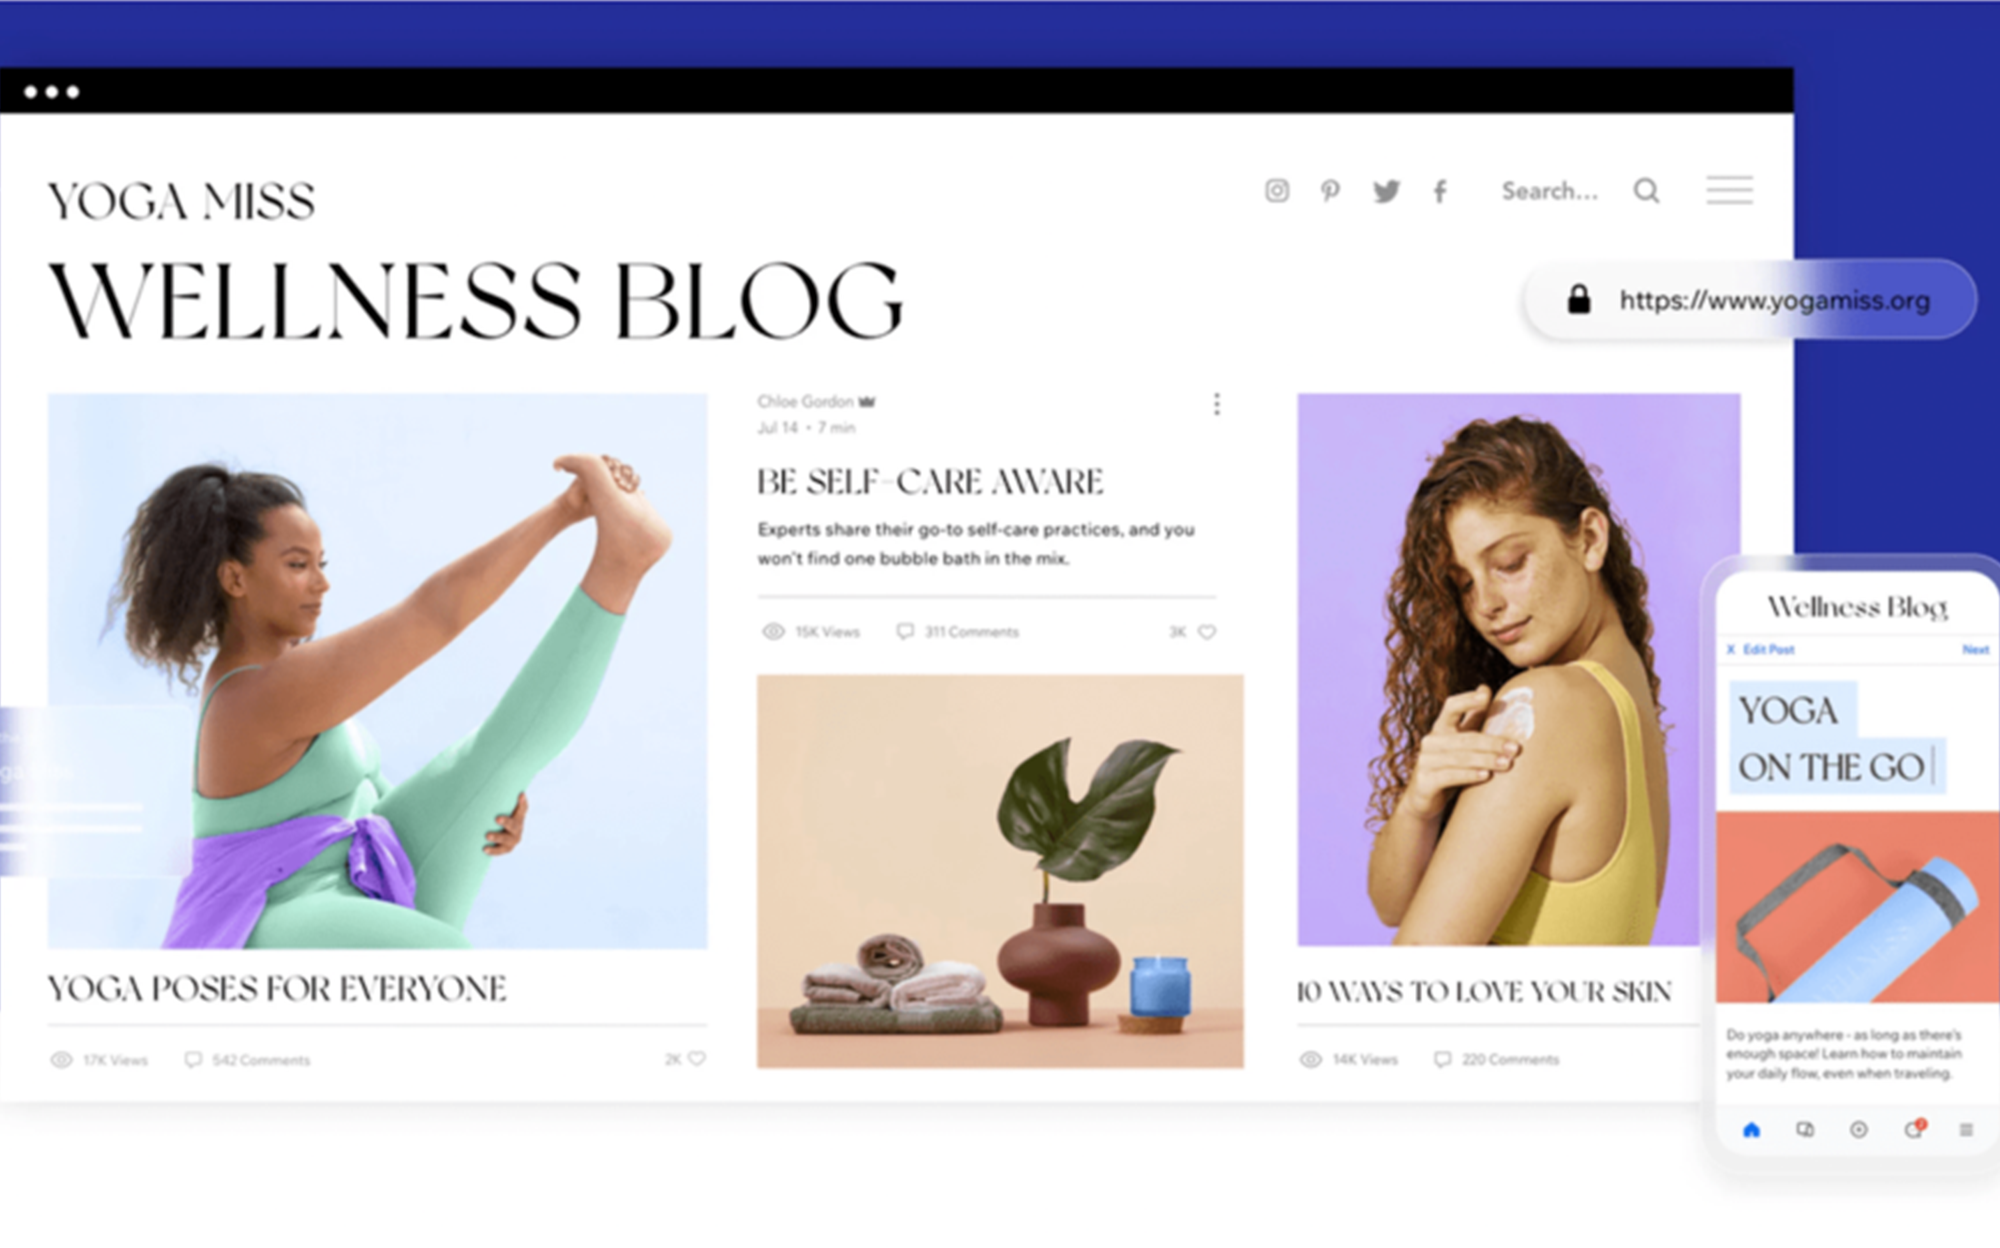 YOGA MISS
Search...
WELLNESS BLOG
https://www.yogamiss.org
Chloe Gordon
Jul 14 • 7 min
BE SELF-CARE AWARE
Experts share their go-to self-care practices, and you
won't find one bubble bath in the mix.
15K Views 311 Comments 3K
YOGA POSES FOR EVERYONE
17K Views 542 Comments 2K
10 WAYS TO LOVE YOUR SKIN
14K Views 220 Comments
Wellness Blog
X Edit Post Next
YOGA
ON THE GO
Do yoga anywhere - as long as there's
enough space! Learn how to maintain
your daily flow, even when traveling.